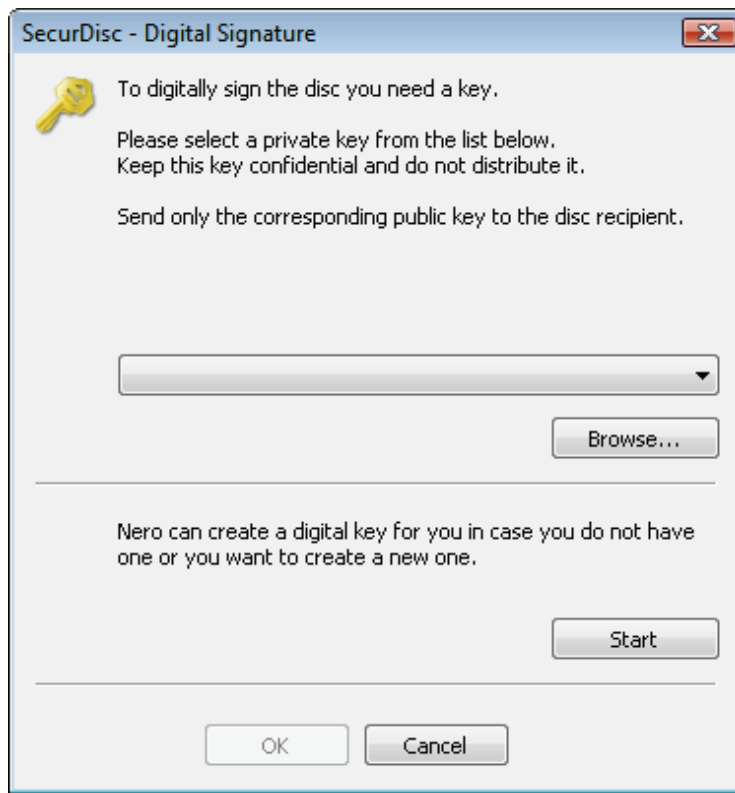 SecurDisc - Digital Signature
To digitally sign the disc you need a key.
Please select a private key from the list below.
Keep this key confidential and do not distribute it.
Send only the corresponding public key to the disc recipient.
Browse...
Nero can create a digital key for you in case you do not have
one or you want to create a new one.
Start
OK
Cancel